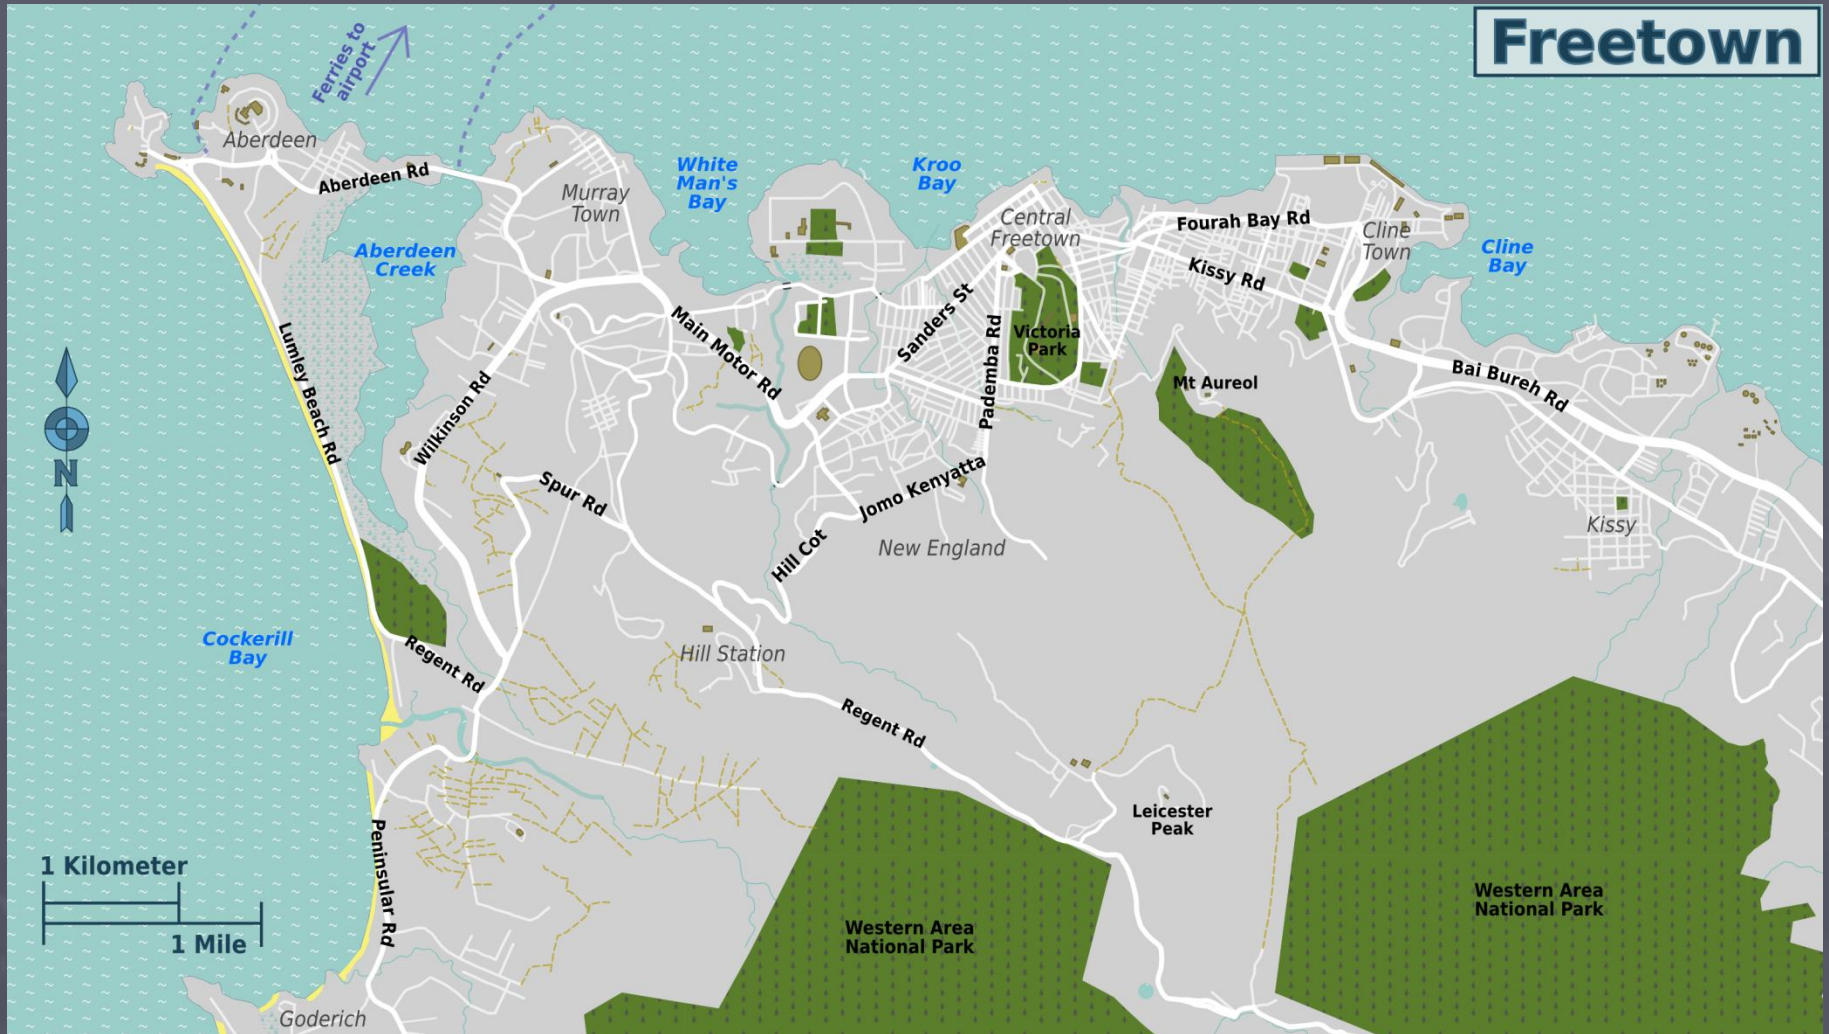 Freetown
Ferries to
airport
Aberdeen
Aberdeen Rd
Murray
Town
White
Man's
Bay
Kroo
Bay
Central
Freetown
Fourah Bay Rd
Cline
Town
Cline
Bay
Aberdeen
Creek
Kissy Rd
Sanders St
Main Motor Rd
Victoria
Park
Pademba Rd
Mt Aureol
Bai Bureh Rd
Lumley Beach Rd
Wilkinson Rd
N
Spur Rd
Jomo Kenyatta
Hill Cot
New England
Kissy
Cockerill
Bay
Regent Rd
Hill Station
Regent Rd
Leicester
Peak
Peninsular Rd
1 Kilometer
1 Mile
Western Area
National Park
Western Area
National Park
Goderich